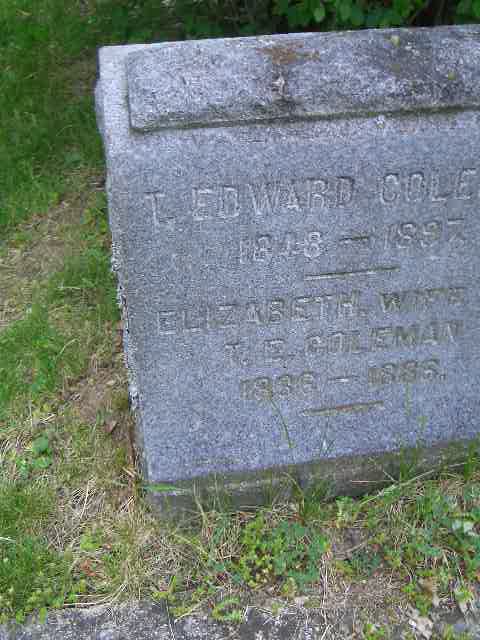 T. EDWARD COLE
1848 — 1897.
ELIZABETH, WIFE
T. E. COLEMAN
1836 — 1886.